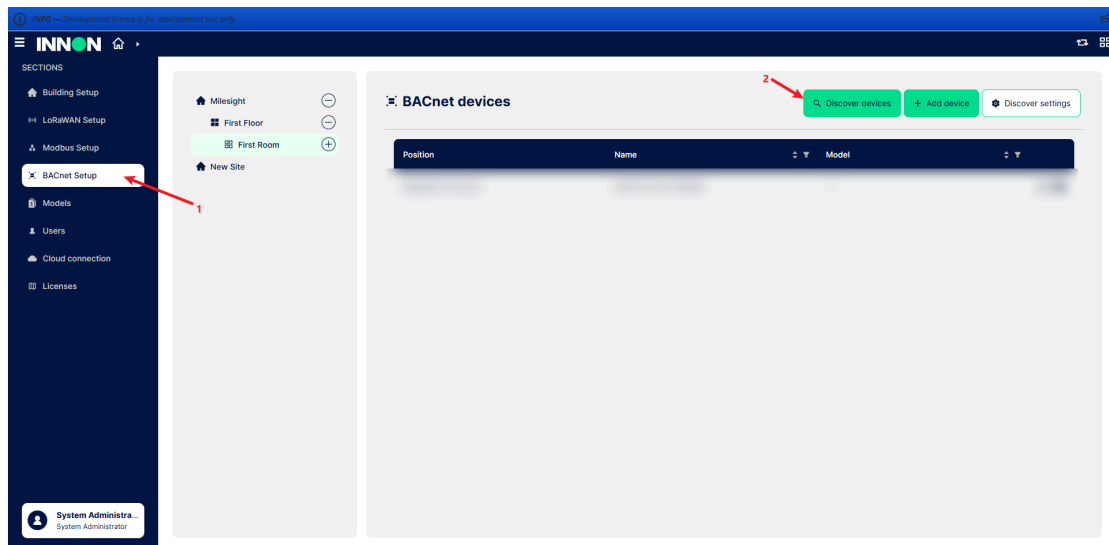 INFO — Development license is for development use only.
INNON
SECTIONS
Building Setup
LoRaWAN Setup
Modbus Setup
BACnet Setup
Models
Users
Cloud connection
Licenses
System Administra...
System Administrator
1
Milesight
First Floor
First Room
New Site
BACnet devices
2
Discover devices
+ Add device
Discover settings
Position Name Model